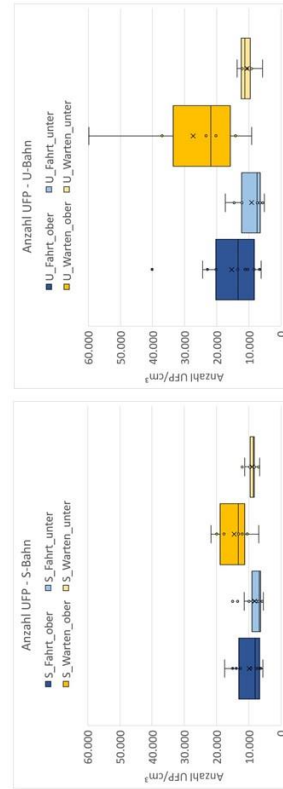 Anzahl UFP - S-Bahn
S_Fahrt_ober S_Fahrt_unter
S_Warten_ober S_Warten_unter
60.000
50.000
40.000
30.000
20.000
10.000
0
Anzahl UFP/cm³
Anzahl UFP - U-Bahn
U_Fahrt_ober U_Fahrt_unter
U_Warten_ober U_Warten_unter
60.000
50.000
40.000
30.000
20.000
10.000
0
Anzahl UFP/cm³